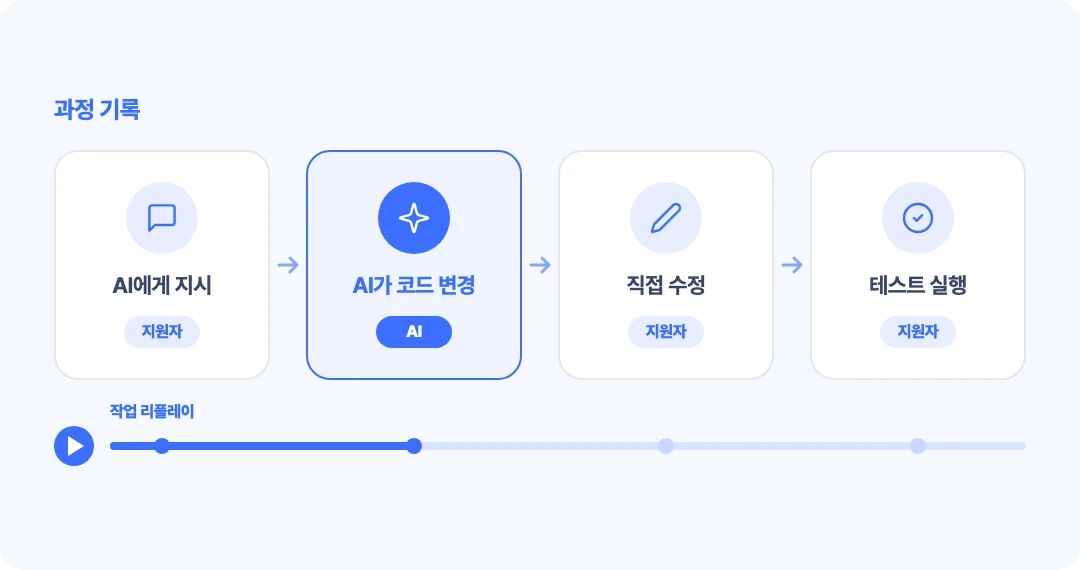 과정 기록
AI에게 지시
지원자
AI가 코드 변경
AI
직접 수정
지원자
테스트 실행
지원자
작업 리플레이